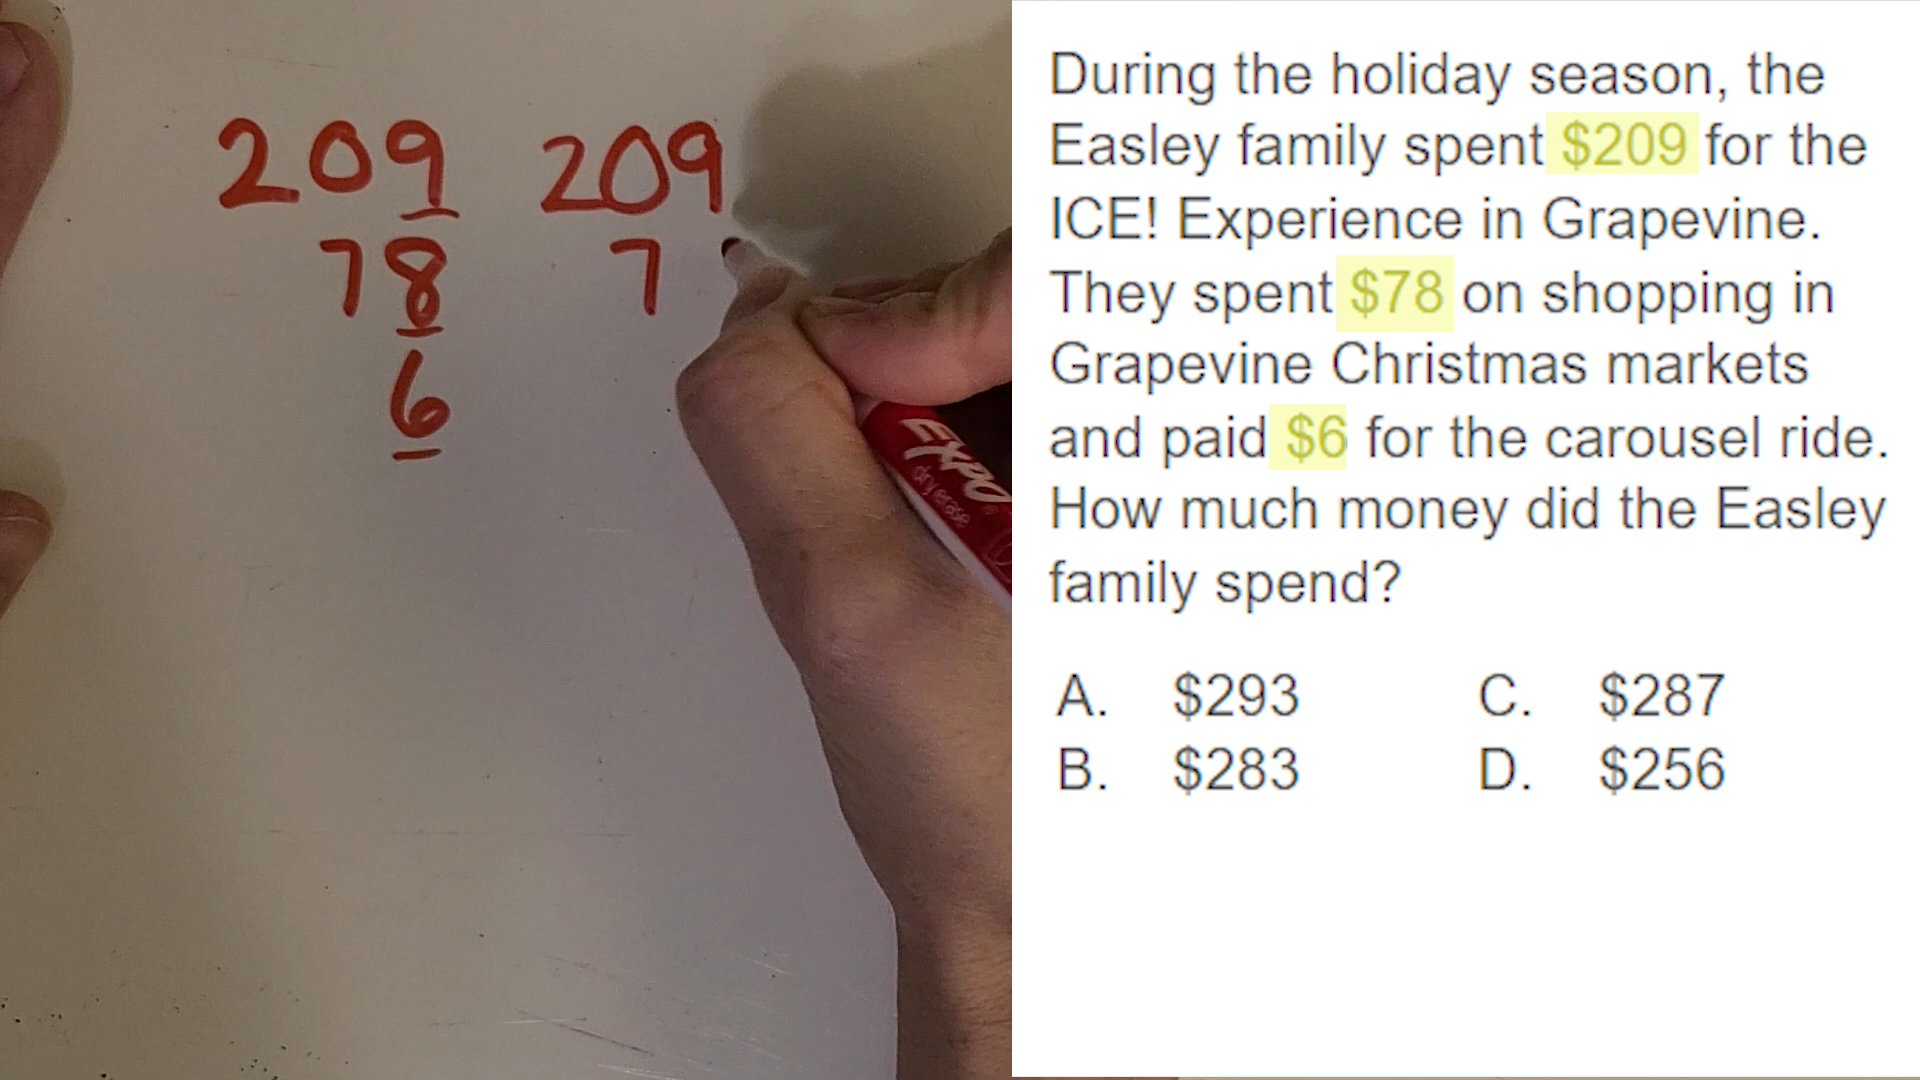 209 209
78 7
6
EXPO
dry erase
During the holiday season, the
Easley family spent $209 for the
ICE! Experience in Grapevine.
They spent $78 on shopping in
Grapevine Christmas markets
and paid $6 for the carousel ride.
How much money did the Easley
family spend?
A. $293 C. $287
B. $283 D. $256